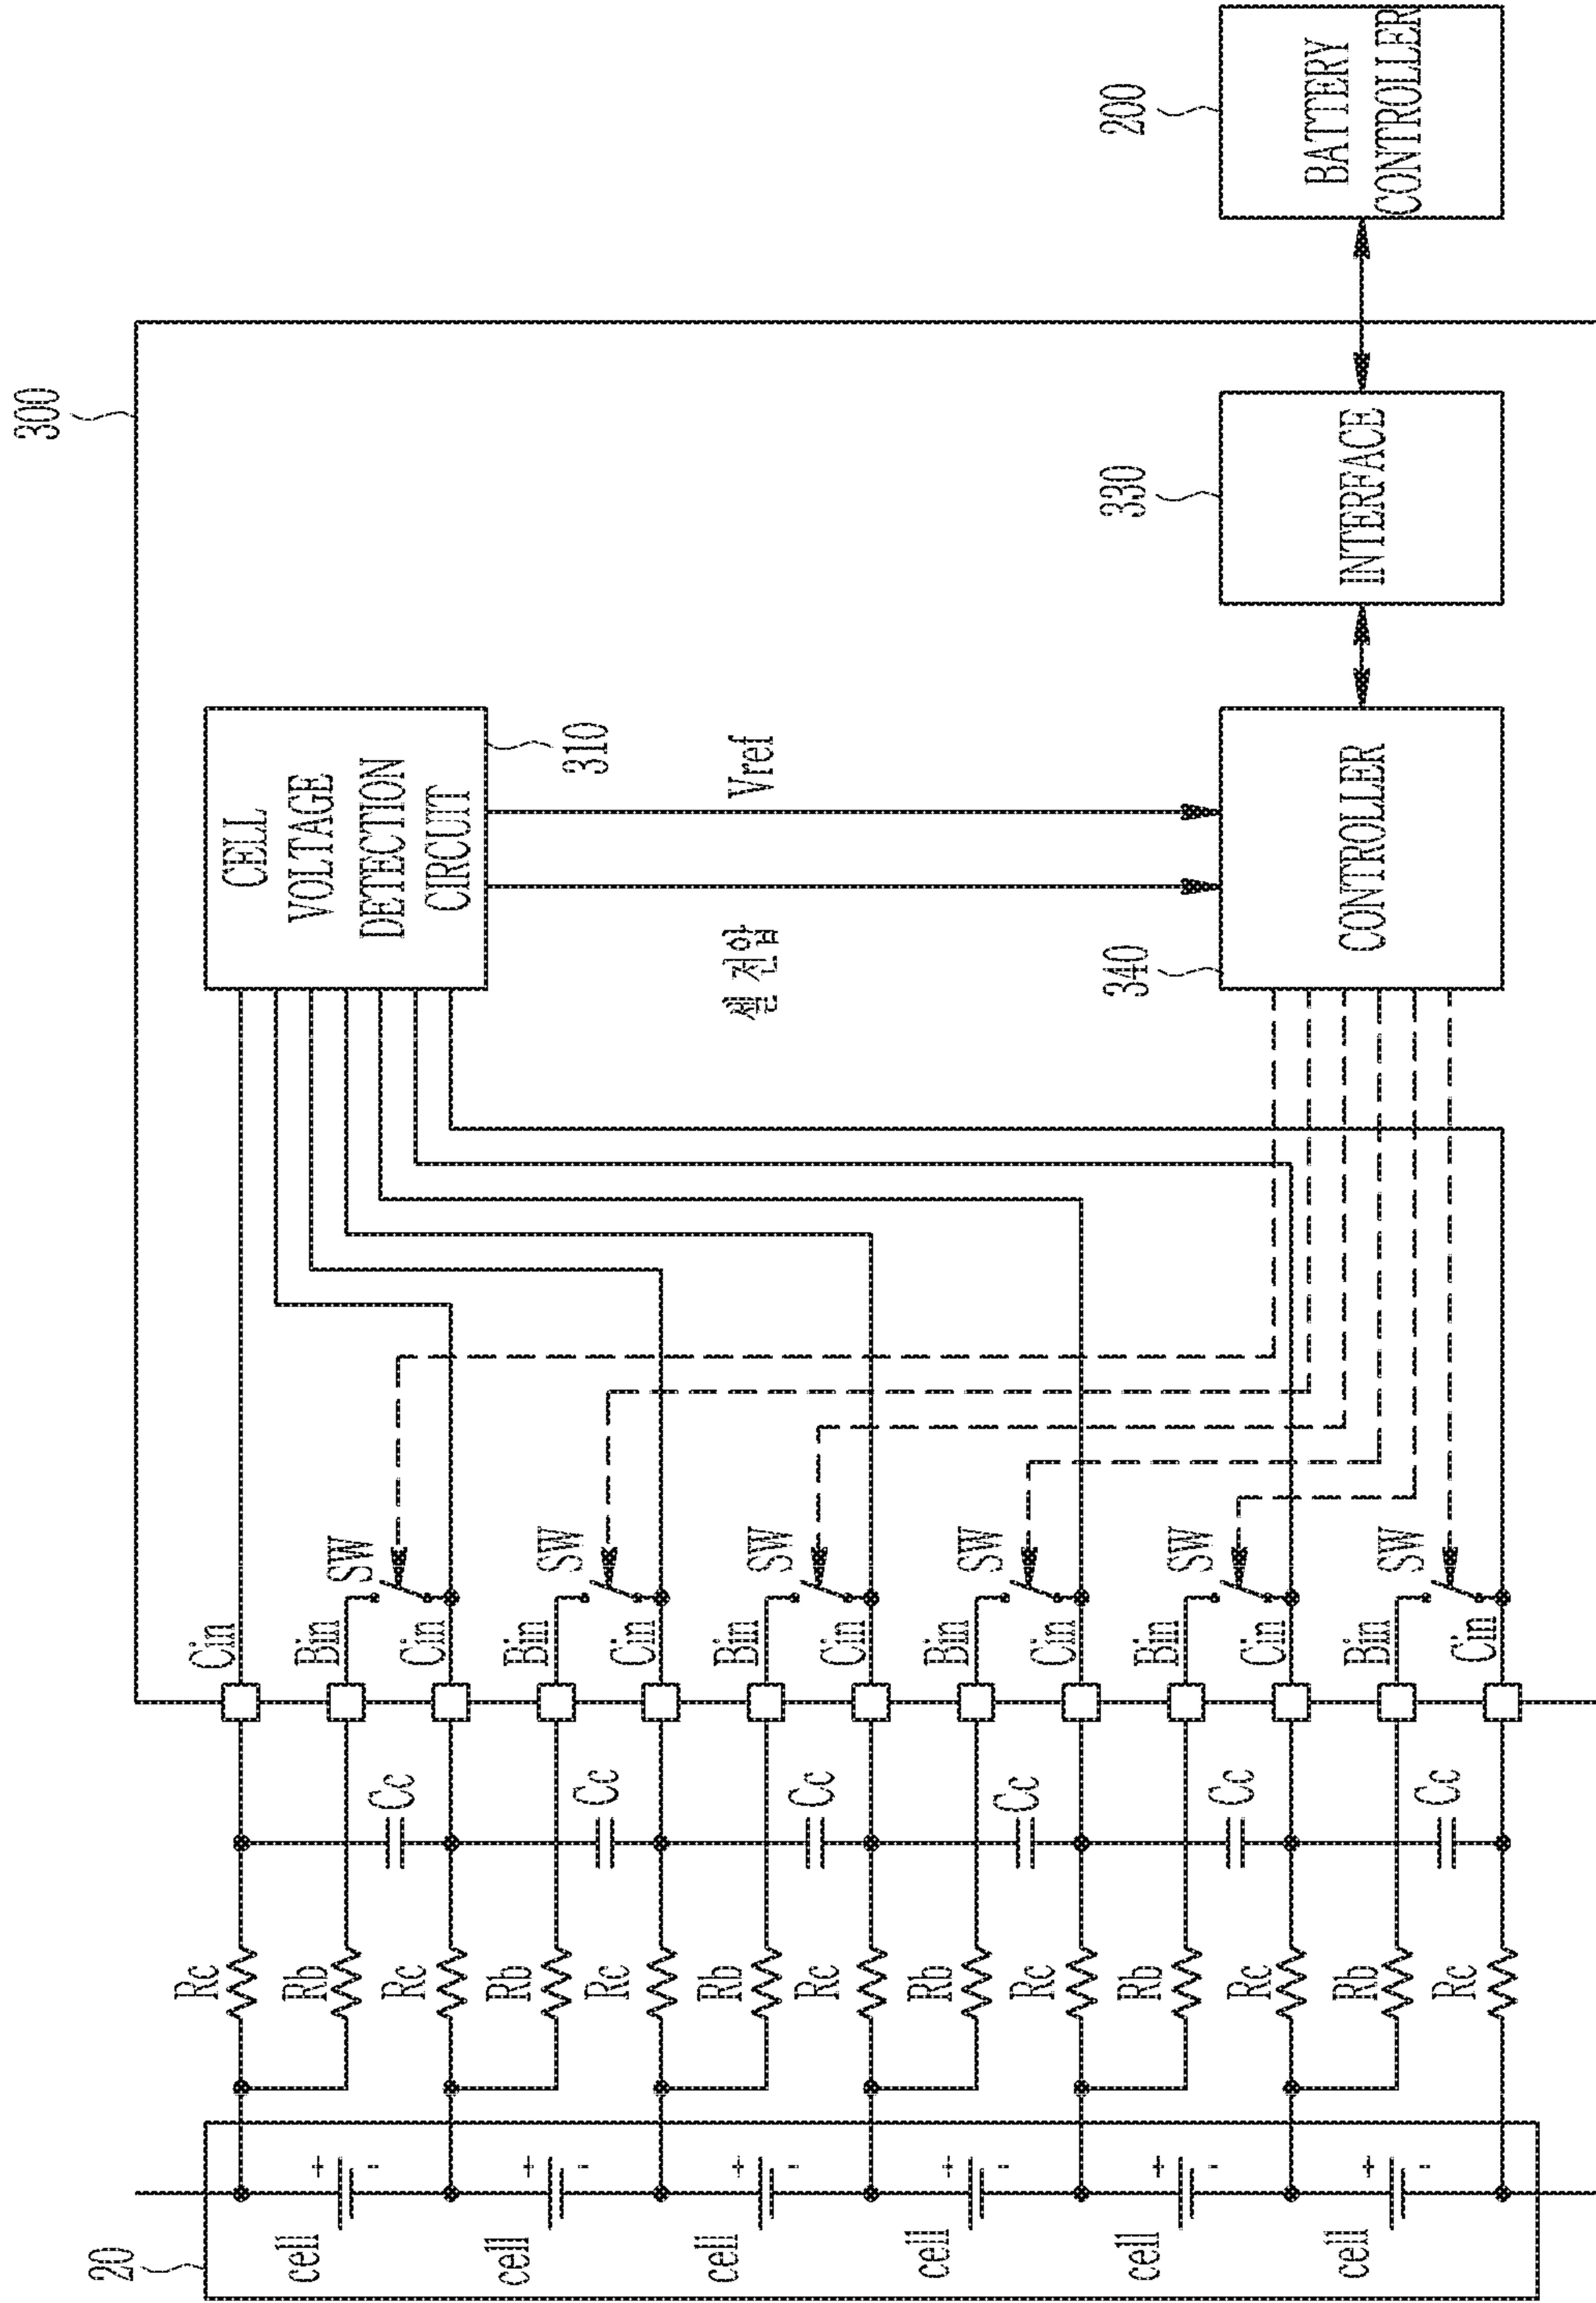 300
200
BATTERY
CONTROLLER
330
INTERFACE
CELL
VOLTAGE
DETECTION
CIRCUIT
310
Vref
셀 전압
340
CONTROLLER
SW
SW
SW
SW
SW
SW
Cin
Bin
Cin
Bin
Cin
Bin
Cin
Bin
Cin
Bin
Cin
Bin
Cin
Cc
Cc
Cc
Cc
Cc
Cc
Rc
Rb
Rc
Rb
Rc
Rb
Rc
Rb
Rc
Rb
Rc
Rb
Rc
20
+
-
+
-
+
-
+
-
+
-
+
-
cell
cell
cell
cell
cell
cell